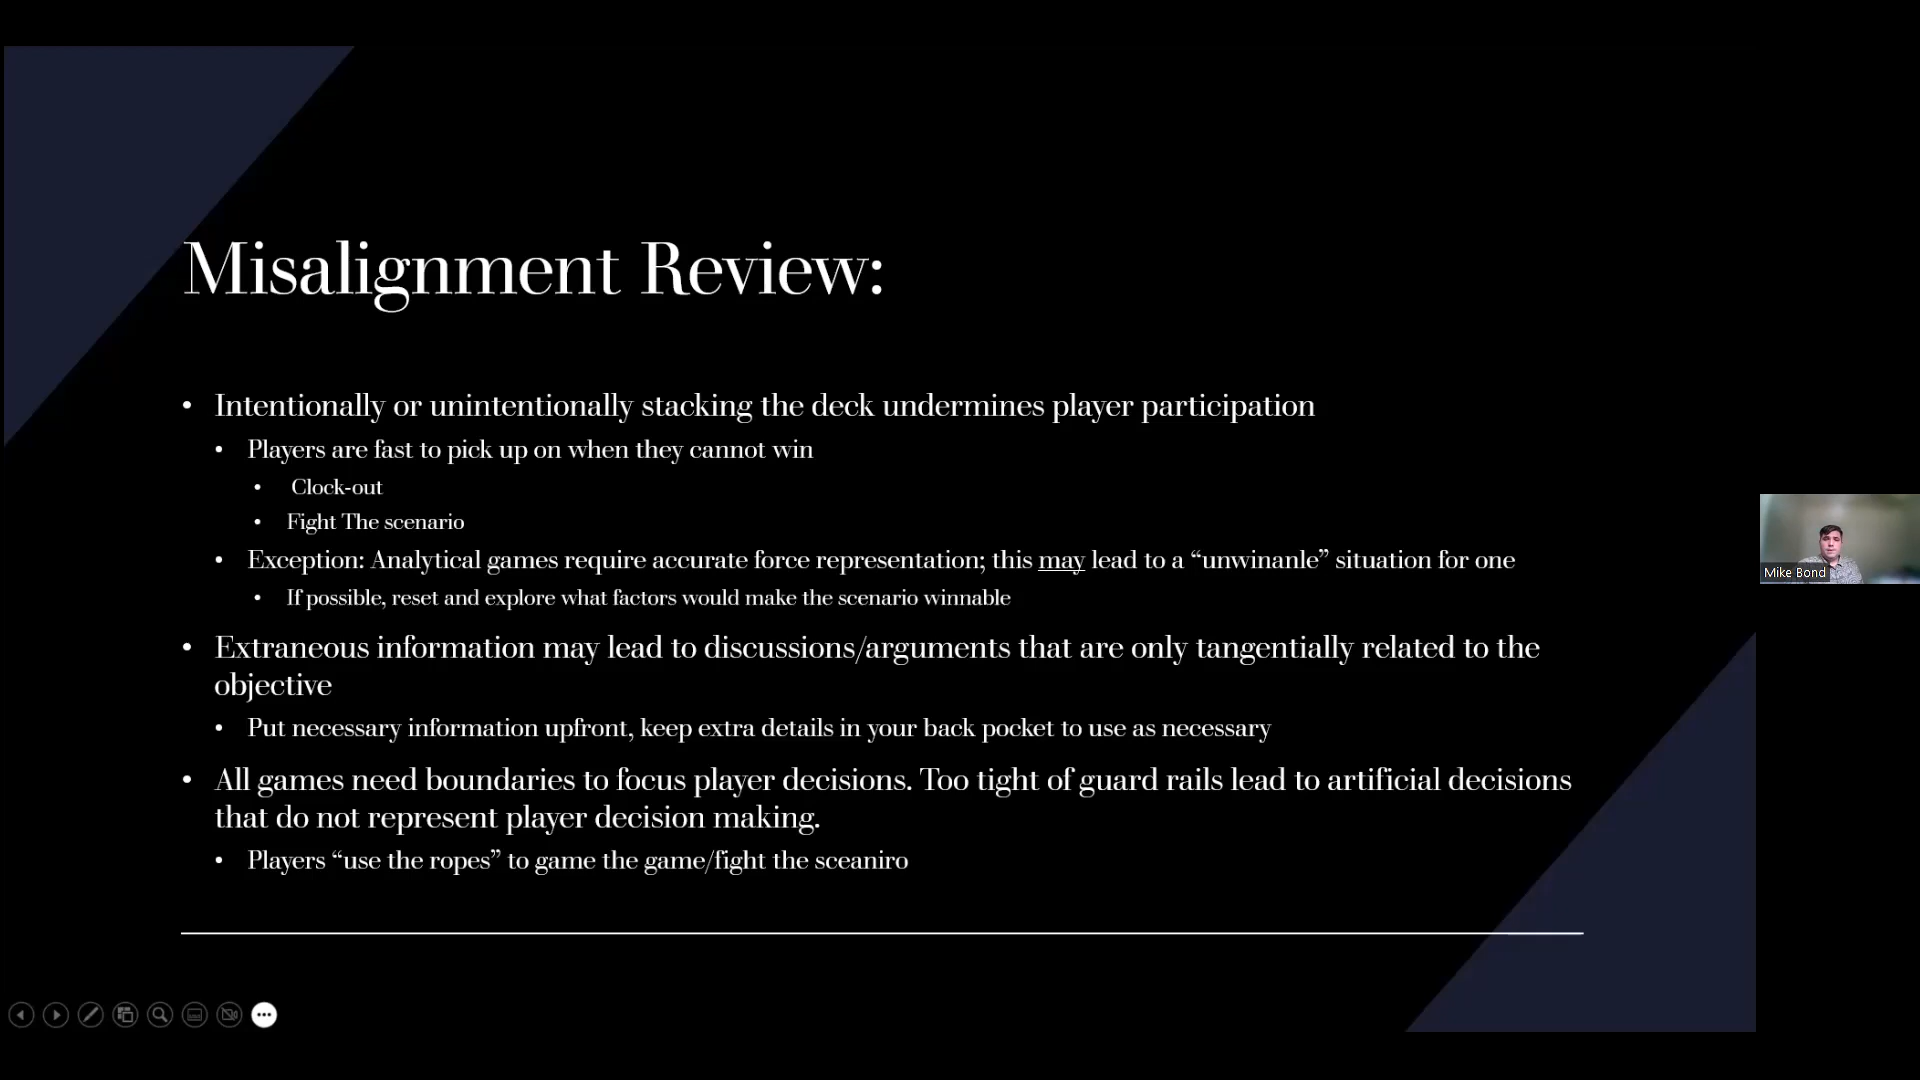 Misalignment Review:
• Intentionally or unintentionally stacking the deck undermines player participation
• Players are fast to pick up on when they cannot win
• Clock-out
• Fight The scenario
• Exception: Analytical games require accurate force representation; this may lead to a “unwinanle” situation for one
• If possible, reset and explore what factors would make the scenario winnable
• Extraneous information may lead to discussions/arguments that are only tangentially related to the
objective
• Put necessary information upfront, keep extra details in your back pocket to use as necessary
• All games need boundaries to focus player decisions. Too tight of guard rails lead to artificial decisions
that do not represent player decision making.
• Players “use the ropes” to game the game/fight the sceaniro
Mike Bond